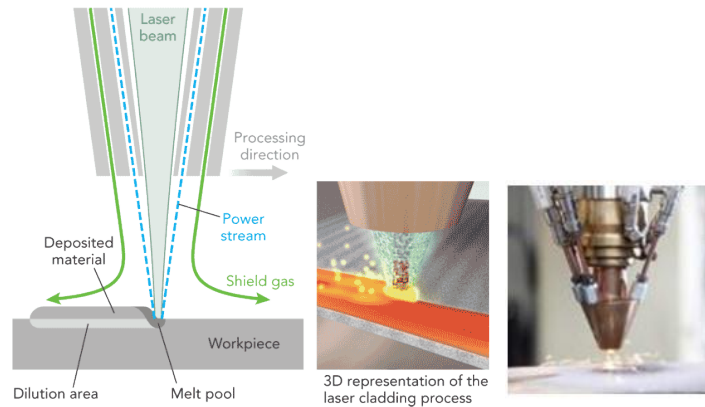 Laser
beam
Processing
direction
Power
stream
Deposited
material
Shield gas
Workpiece
Dilution area
Melt pool
3D representation of the
laser cladding process